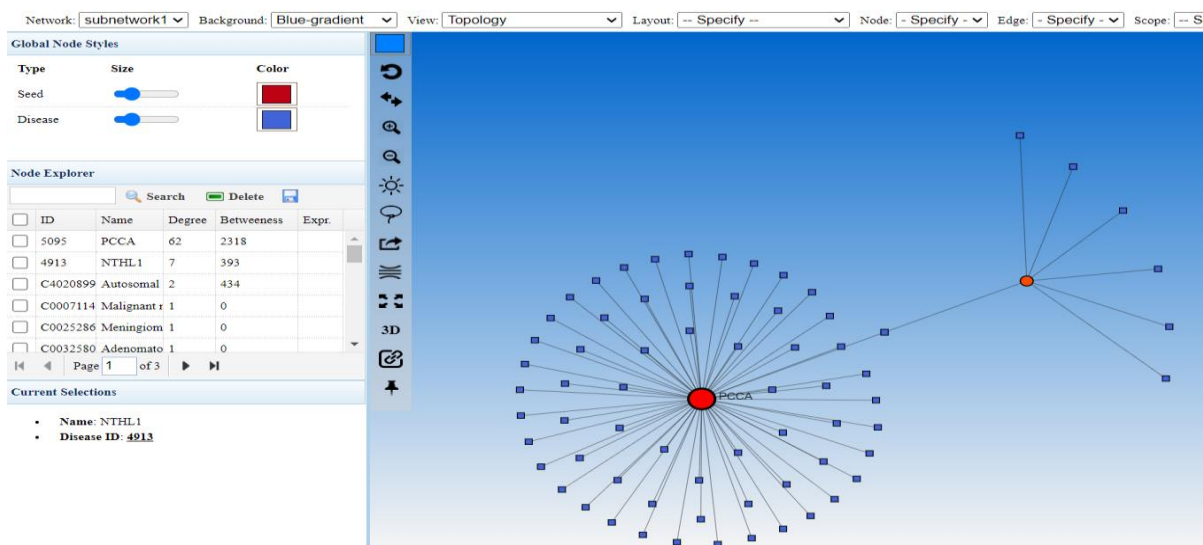 Network: subnetwork1 Background: Blue-gradient View: Topology Layout: -- Specify -- Node: - Specify - Edge: - Specify - Scope: -- S
Global Node Styles
Type Size Color
Seed
Disease
Node Explorer
Search Delete
ID Name Degree Betweeness Expr.
5095 PCCA 62 2318
4913 NTHL1 7 393
C4020899 Autosomal 2 434
C0007114 Malignant r 1 0
C0025286 Meningiom 1 0
C0032580 Adenomato 1 0
Page 1 of 3
Current Selections
Name: NTHL1
Disease ID: 4913
3D
PCCA